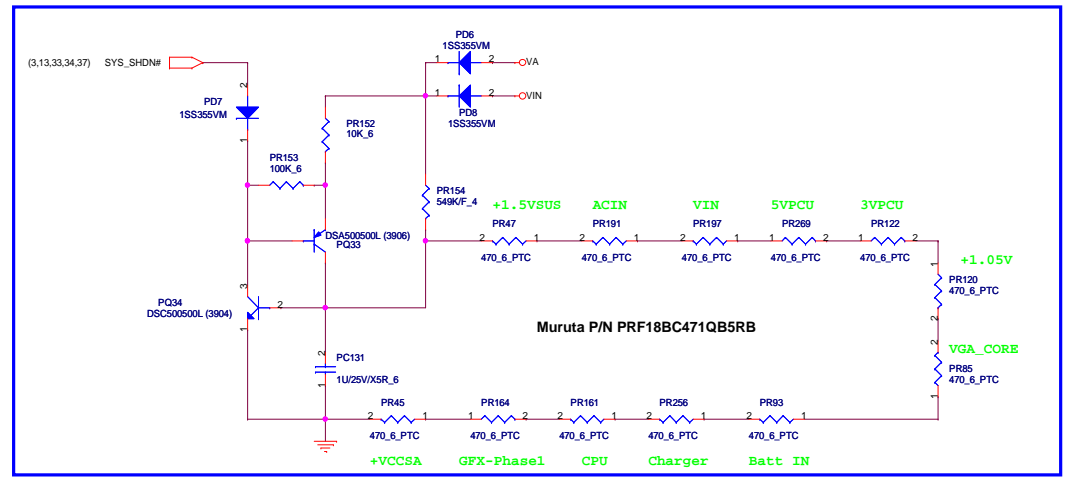 PD6
1SS355VM
(3,13,33,34,37) SYS_SHDN#
1 2 VA
2
PD7
1SS355VM
1
1 2 VIN
PD8
1SS355VM
PR152
10K_6
PR153
100K_6
PR154
549K/F_4
+1.5VSUS ACIN VIN 5VPCU 3VPCU
PR47 PR191 PR197 PR269 PR122
2 1 2 1 2 1 1 2 1 2
470_6_PTC 470_6_PTC 470_6_PTC 470_6_PTC 470_6_PTC
DSA500500L (3906)
PQ33
+1.05V
1
PR120
470_6_PTC
2
3
PQ34
DSC500500L (3904)
2
1
Muruta P/N PRF18BC471QB5RB
VGA_CORE
2
PR85
470_6_PTC
1
2
PC131
1U/25V/X5R_6
1
PR45 PR164 PR161 PR256 PR93
2 1 1 2 2 1 2 1 2 1
470_6_PTC 470_6_PTC 470_6_PTC 470_6_PTC 470_6_PTC
+VCCSA GFX-Phase1 CPU Charger Batt IN